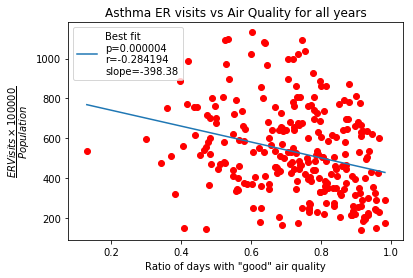 Asthma ER visits vs Air Quality for all years
Best fit
p=0.000004
r=-0.284194
slope=-398.38
1000
800
600
400
200
ERVisits × 100000
Population
0.2 0.4 0.6 0.8 1.0
Ratio of days with "good" air quality